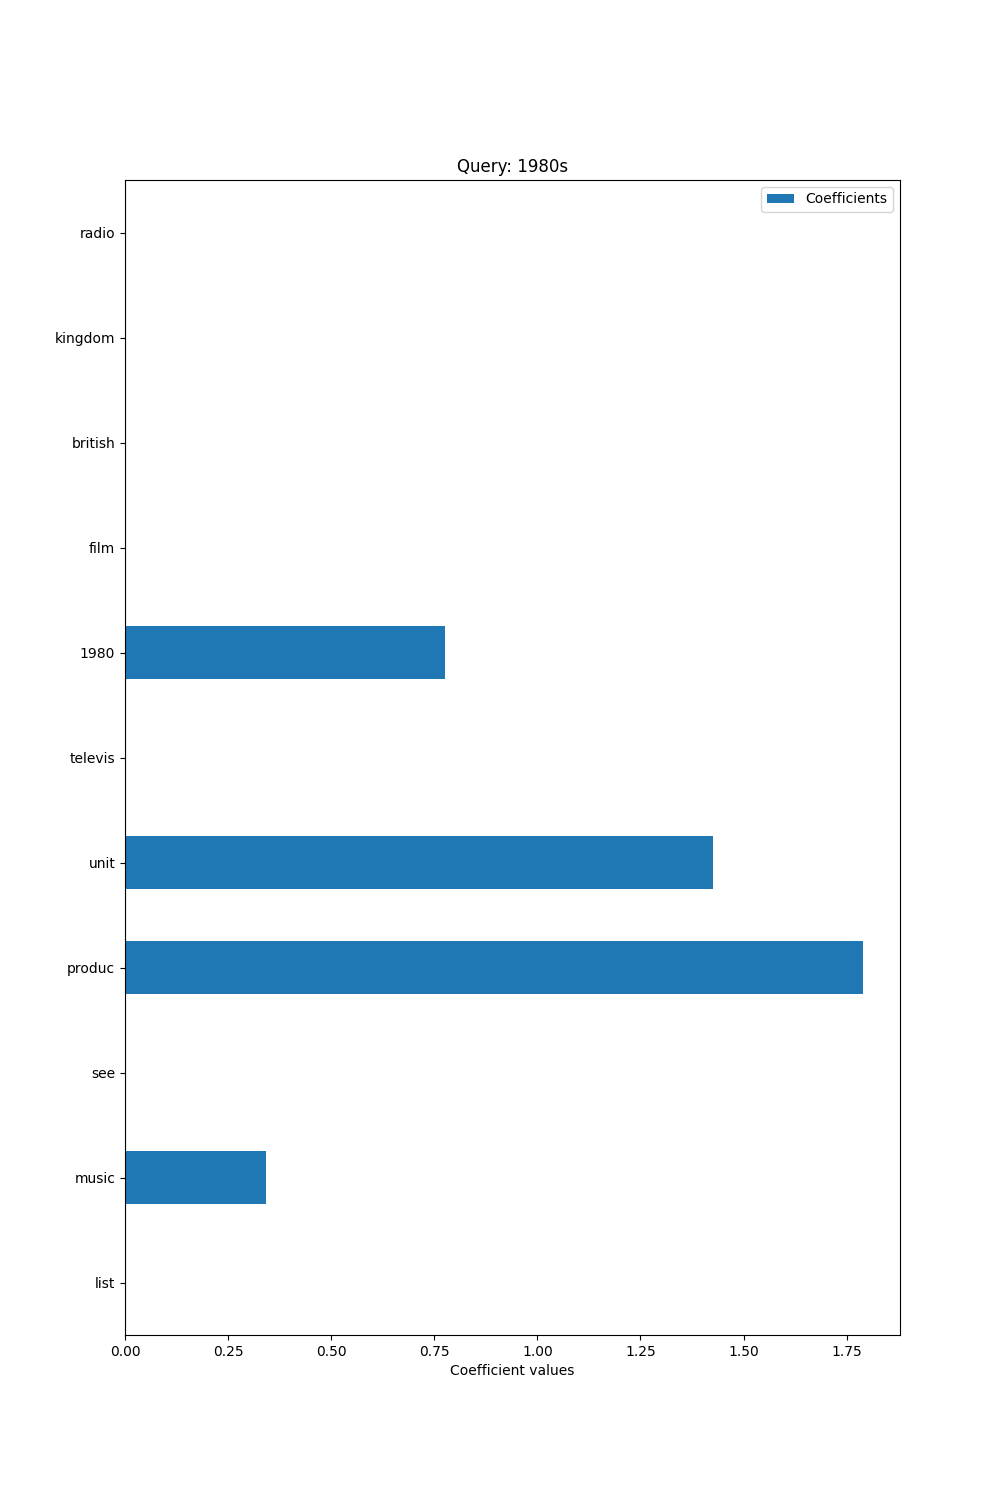 Query: 1980s
Coefficients
radio
kingdom
british
film
1980
televis
unit
produc
see
music
list
0.00 0.25 0.50 0.75 1.00 1.25 1.50 1.75
Coefficient values